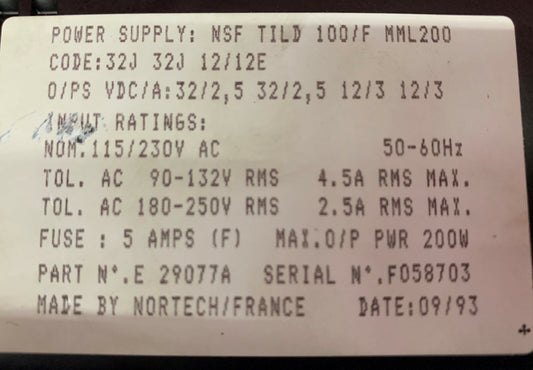 POWER SUPPLY: NSF TILD 100/F MML200
CODE:32J 32J 12/12E
O/PS VDC/A:32/2,5 32/2,5 12/3 12/3
INPUT RATINGS:
NOM.115/230V AC 50-60Hz
TOL. AC 90-132V RMS 4.5A RMS MAX.
TOL. AC 180-250V RMS 2.5A RMS MAX.
FUSE : 5 AMPS (F) MAX.O/P PWR 200W
PART N°.E 29077A SERIAL N°.F058703
MADE BY NORTECH/FRANCE DATE:09/93